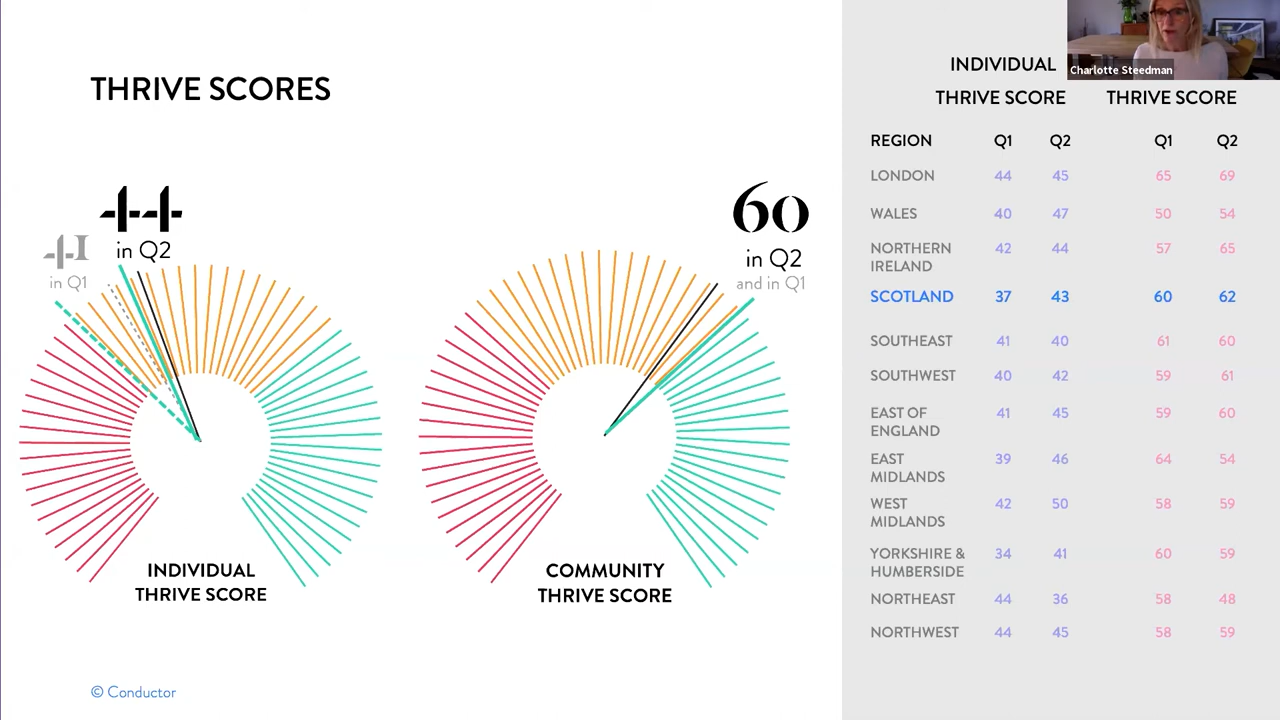 THRIVE SCORES
44
in Q2
41
in Q1
60
in Q2
and in Q1
INDIVIDUAL
THRIVE SCORE
COMMUNITY
THRIVE SCORE
© Conductor
Charlotte Steedman
INDIVIDUAL
THRIVE SCORE THRIVE SCORE
REGION Q1 Q2 Q1 Q2
LONDON 44 45 65 69
WALES 40 47 50 54
NORTHERN 42 44 57 65
IRELAND
SCOTLAND 37 43 60 62
SOUTHEAST 41 40 61 60
SOUTHWEST 40 42 59 61
EAST OF 41 45 59 60
ENGLAND
EAST 39 46 64 54
MIDLANDS
WEST 42 50 58 59
MIDLANDS
YORKSHIRE & 34 41 60 59
HUMBERSIDE
NORTHEAST 44 36 58 48
NORTHWEST 44 45 58 59